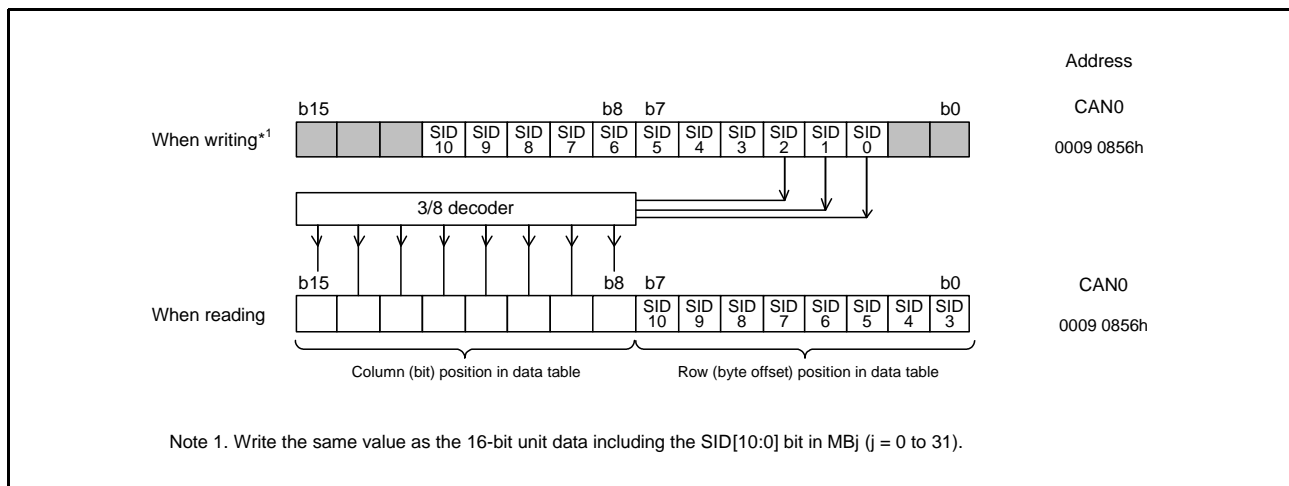 Address
b15 b8 b7 b0 CAN0
When writing*1 SID 10 SID 9 SID 8 SID 7 SID 6 SID 5 SID 4 SID 3 SID 2 SID 1 SID 0 0009 0856h
3/8 decoder
b15 b8 b7 b0 CAN0
When reading SID 10 SID 9 SID 8 SID 7 SID 6 SID 5 SID 4 SID 3 0009 0856h
Column (bit) position in data table Row (byte offset) position in data table
Note 1. Write the same value as the 16-bit unit data including the SID[10:0] bit in MBj (j = 0 to 31).